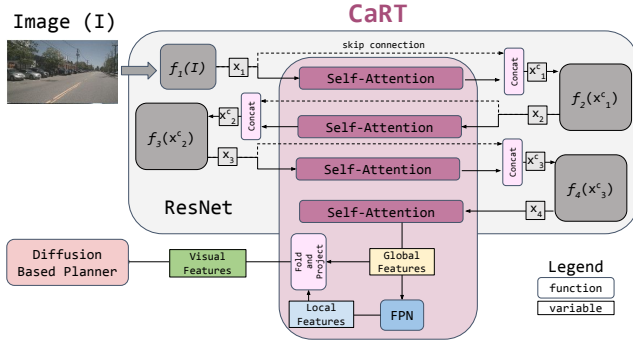 CaRT
Image (I)
skip connection
f₁(I)
x₁
Self-Attention
Concat
xᶜ₁
f₂(xᶜ₁)
f₃(xᶜ₂)
xᶜ₂
Concat
Self-Attention
x₂
x₃
Self-Attention
Concat
xᶜ₃
f₄(xᶜ₃)
ResNet
Self-Attention
x₄
Diffusion
Based Planner
Visual
Features
Fold
and
Project
Global
Features
Local
Features
FPN
Legend
function
variable